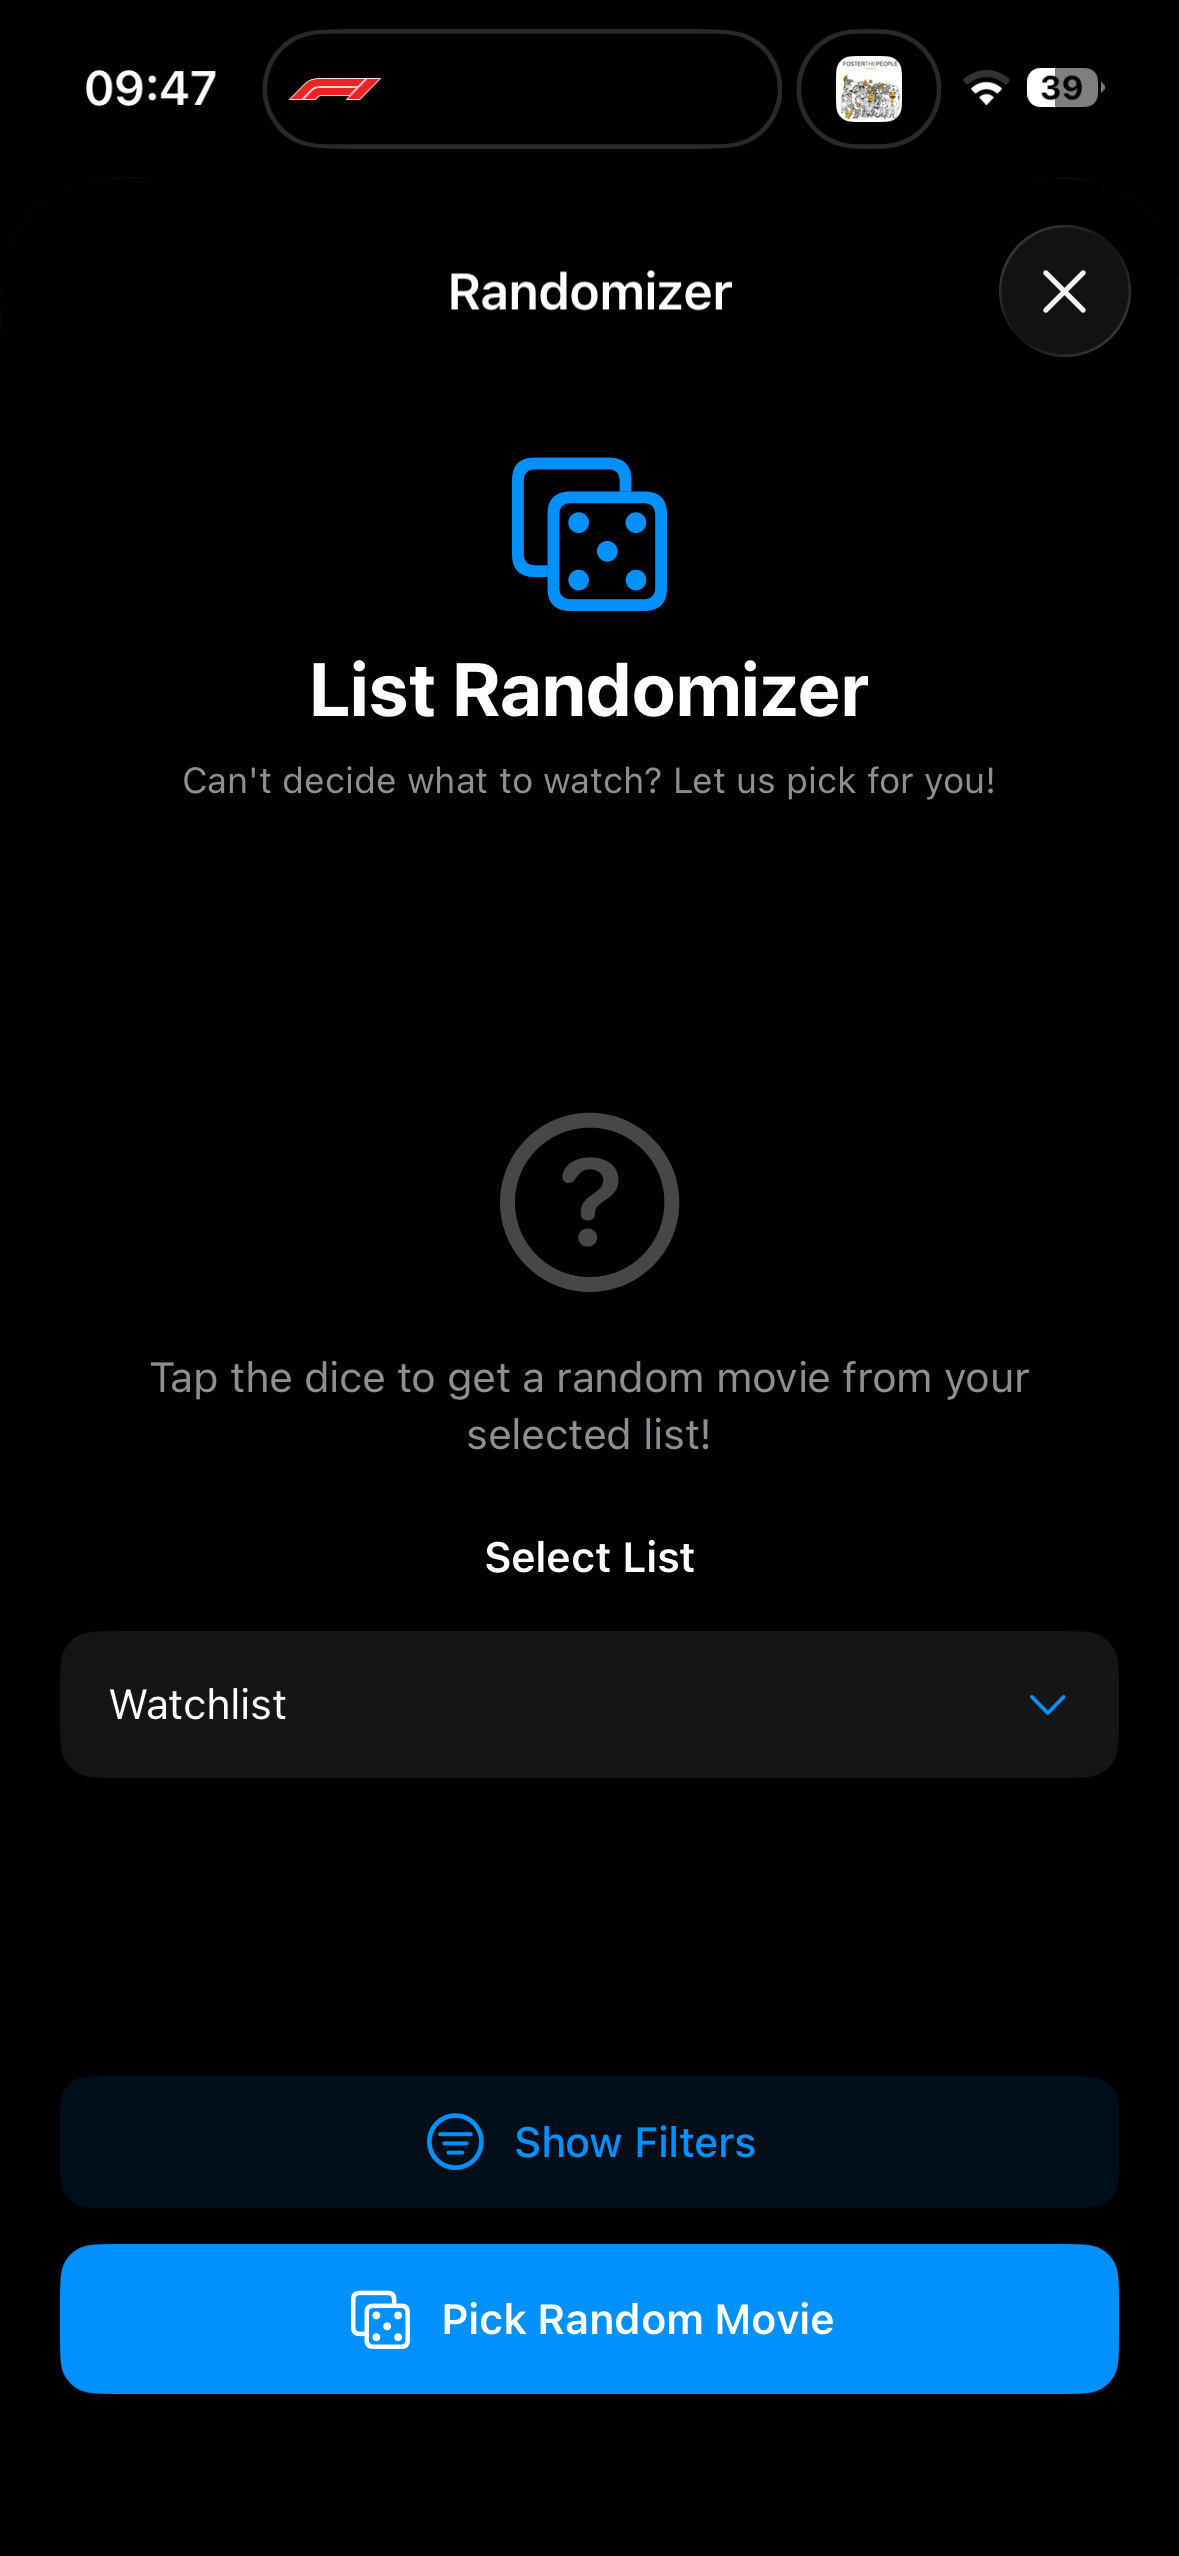 09:47
FOSTERTHEPEOPLE
39
Randomizer
List Randomizer
Can't decide what to watch? Let us pick for you!
Tap the dice to get a random movie from your
selected list!
Select List
Watchlist
Show Filters
Pick Random Movie